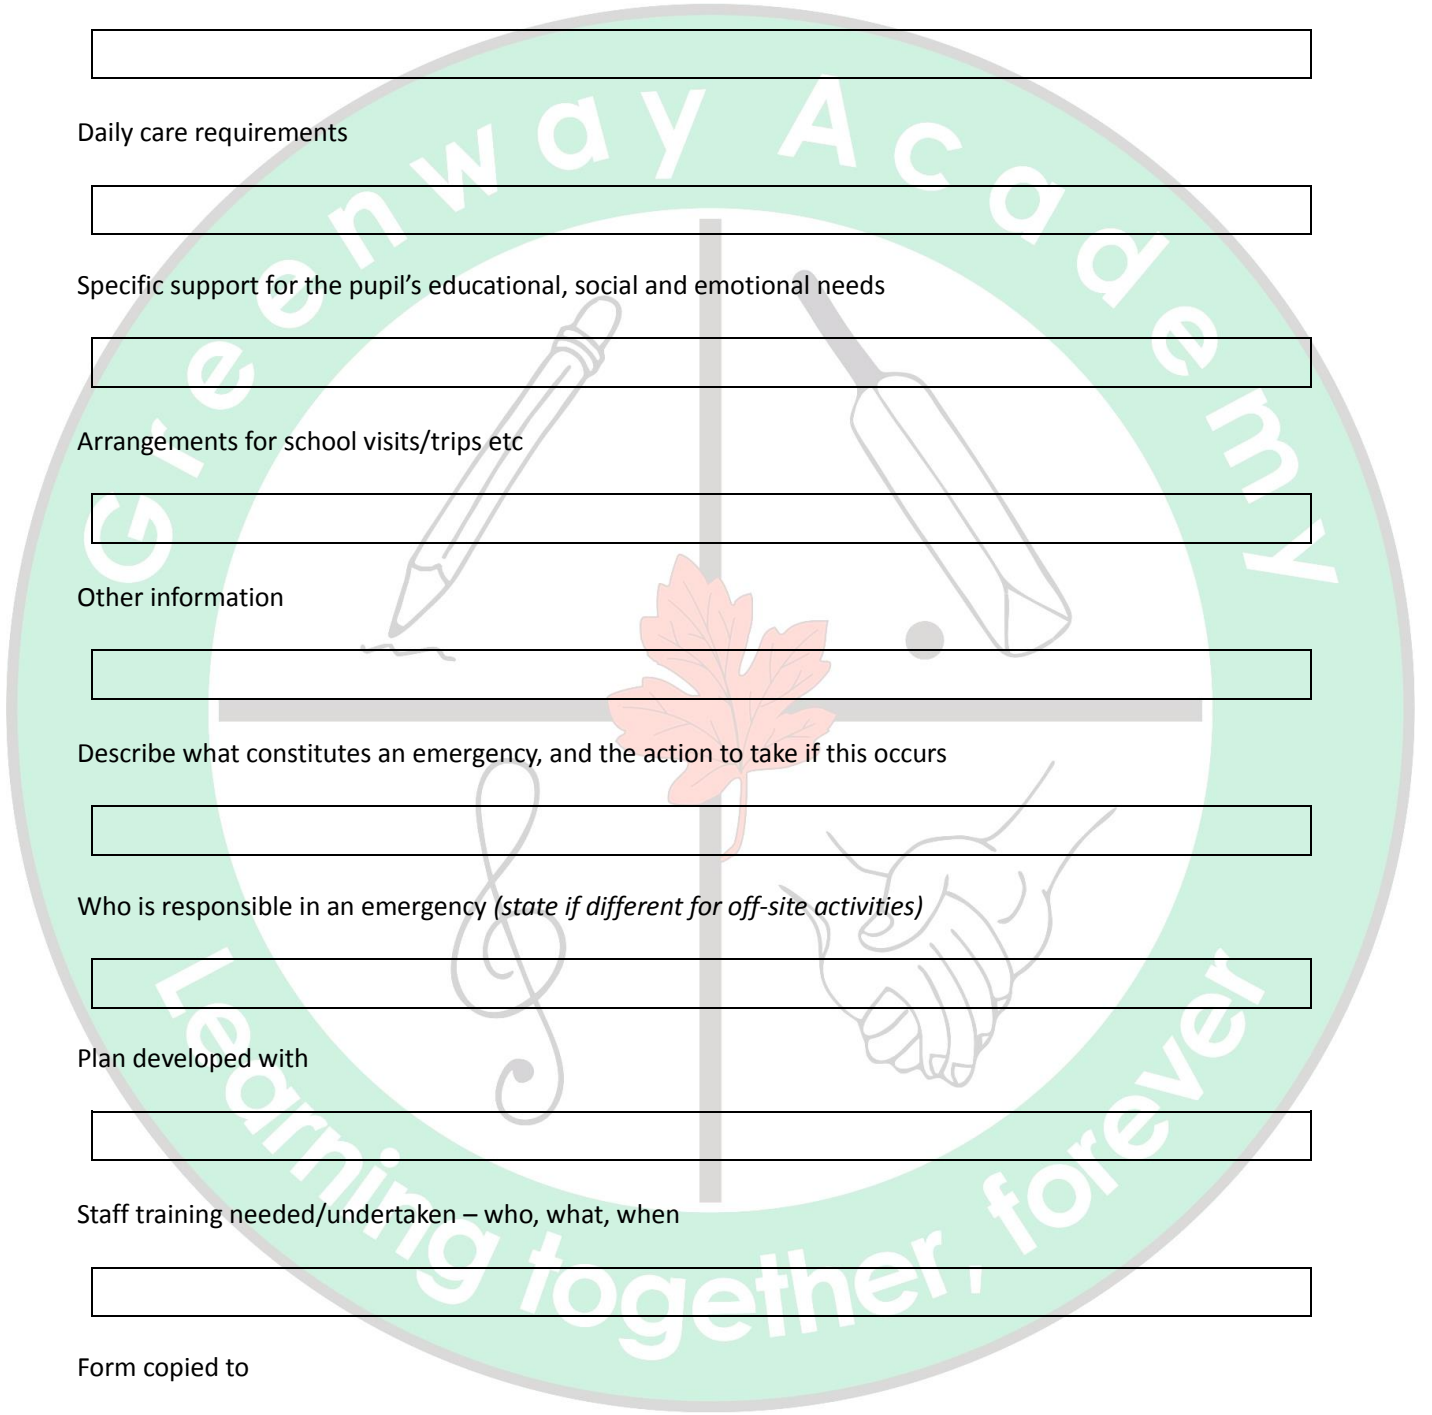 Greenway Academy
Daily care requirements
Specific support for the pupil’s educational, social and emotional needs
Arrangements for school visits/trips etc
Other information
Describe what constitutes an emergency, and the action to take if this occurs
Who is responsible in an emergency (state if different for off-site activities)
Plan developed with
Staff training needed/undertaken – who, what, when
Form copied to
Learning together, forever